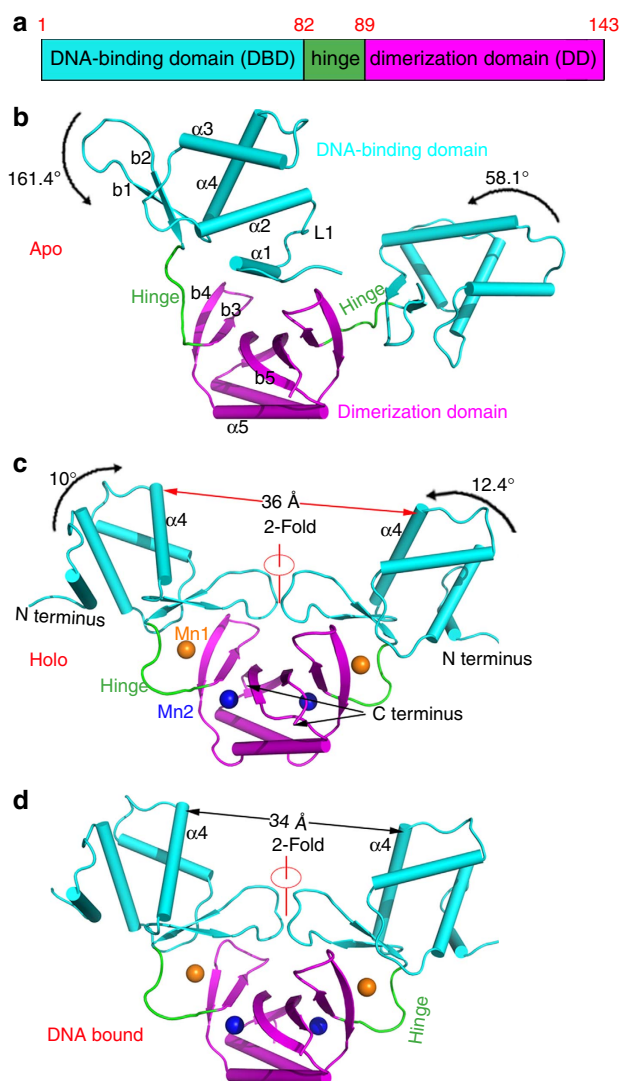 a
1 82 89 143
DNA-binding domain (DBD) hinge dimerization domain (DD)
b
α3
161.4°
b2
DNA-binding domain
58.1°
b1
α4
α2
L1
Apo
α1
Hinge
b4
Hinge
b3
b5
Dimerization domain
α5
c
10°
36 Å
12.4°
α4
2-Fold
α4
N terminus
Mn1
N terminus
Holo
Hinge
Mn2
C terminus
d
34 Å
α4
2-Fold
α4
Hinge
DNA bound